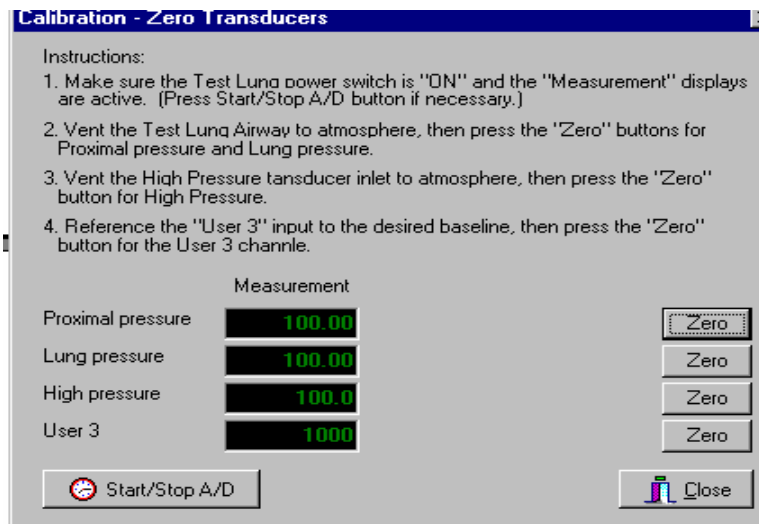 Calibration - Zero Transducers
Instructions:
1. Make sure the Test Lung power switch is "ON" and the "Measurement" displays
are active. (Press Start/Stop A/D button if necessary.)
2. Vent the Test Lung Airway to atmosphere, then press the "Zero" buttons for
Proximal pressure and Lung pressure.
3. Vent the High Pressure tansducer inlet to atmosphere, then press the "Zero"
button for High Pressure.
4. Reference the "User 3" input to the desired baseline, then press the "Zero"
button for the User 3 channle.
Measurement
Proximal pressure 100.00 Zero
Lung pressure 100.00 Zero
High pressure 100.0 Zero
User 3 1000 Zero
Start/Stop A/D Close